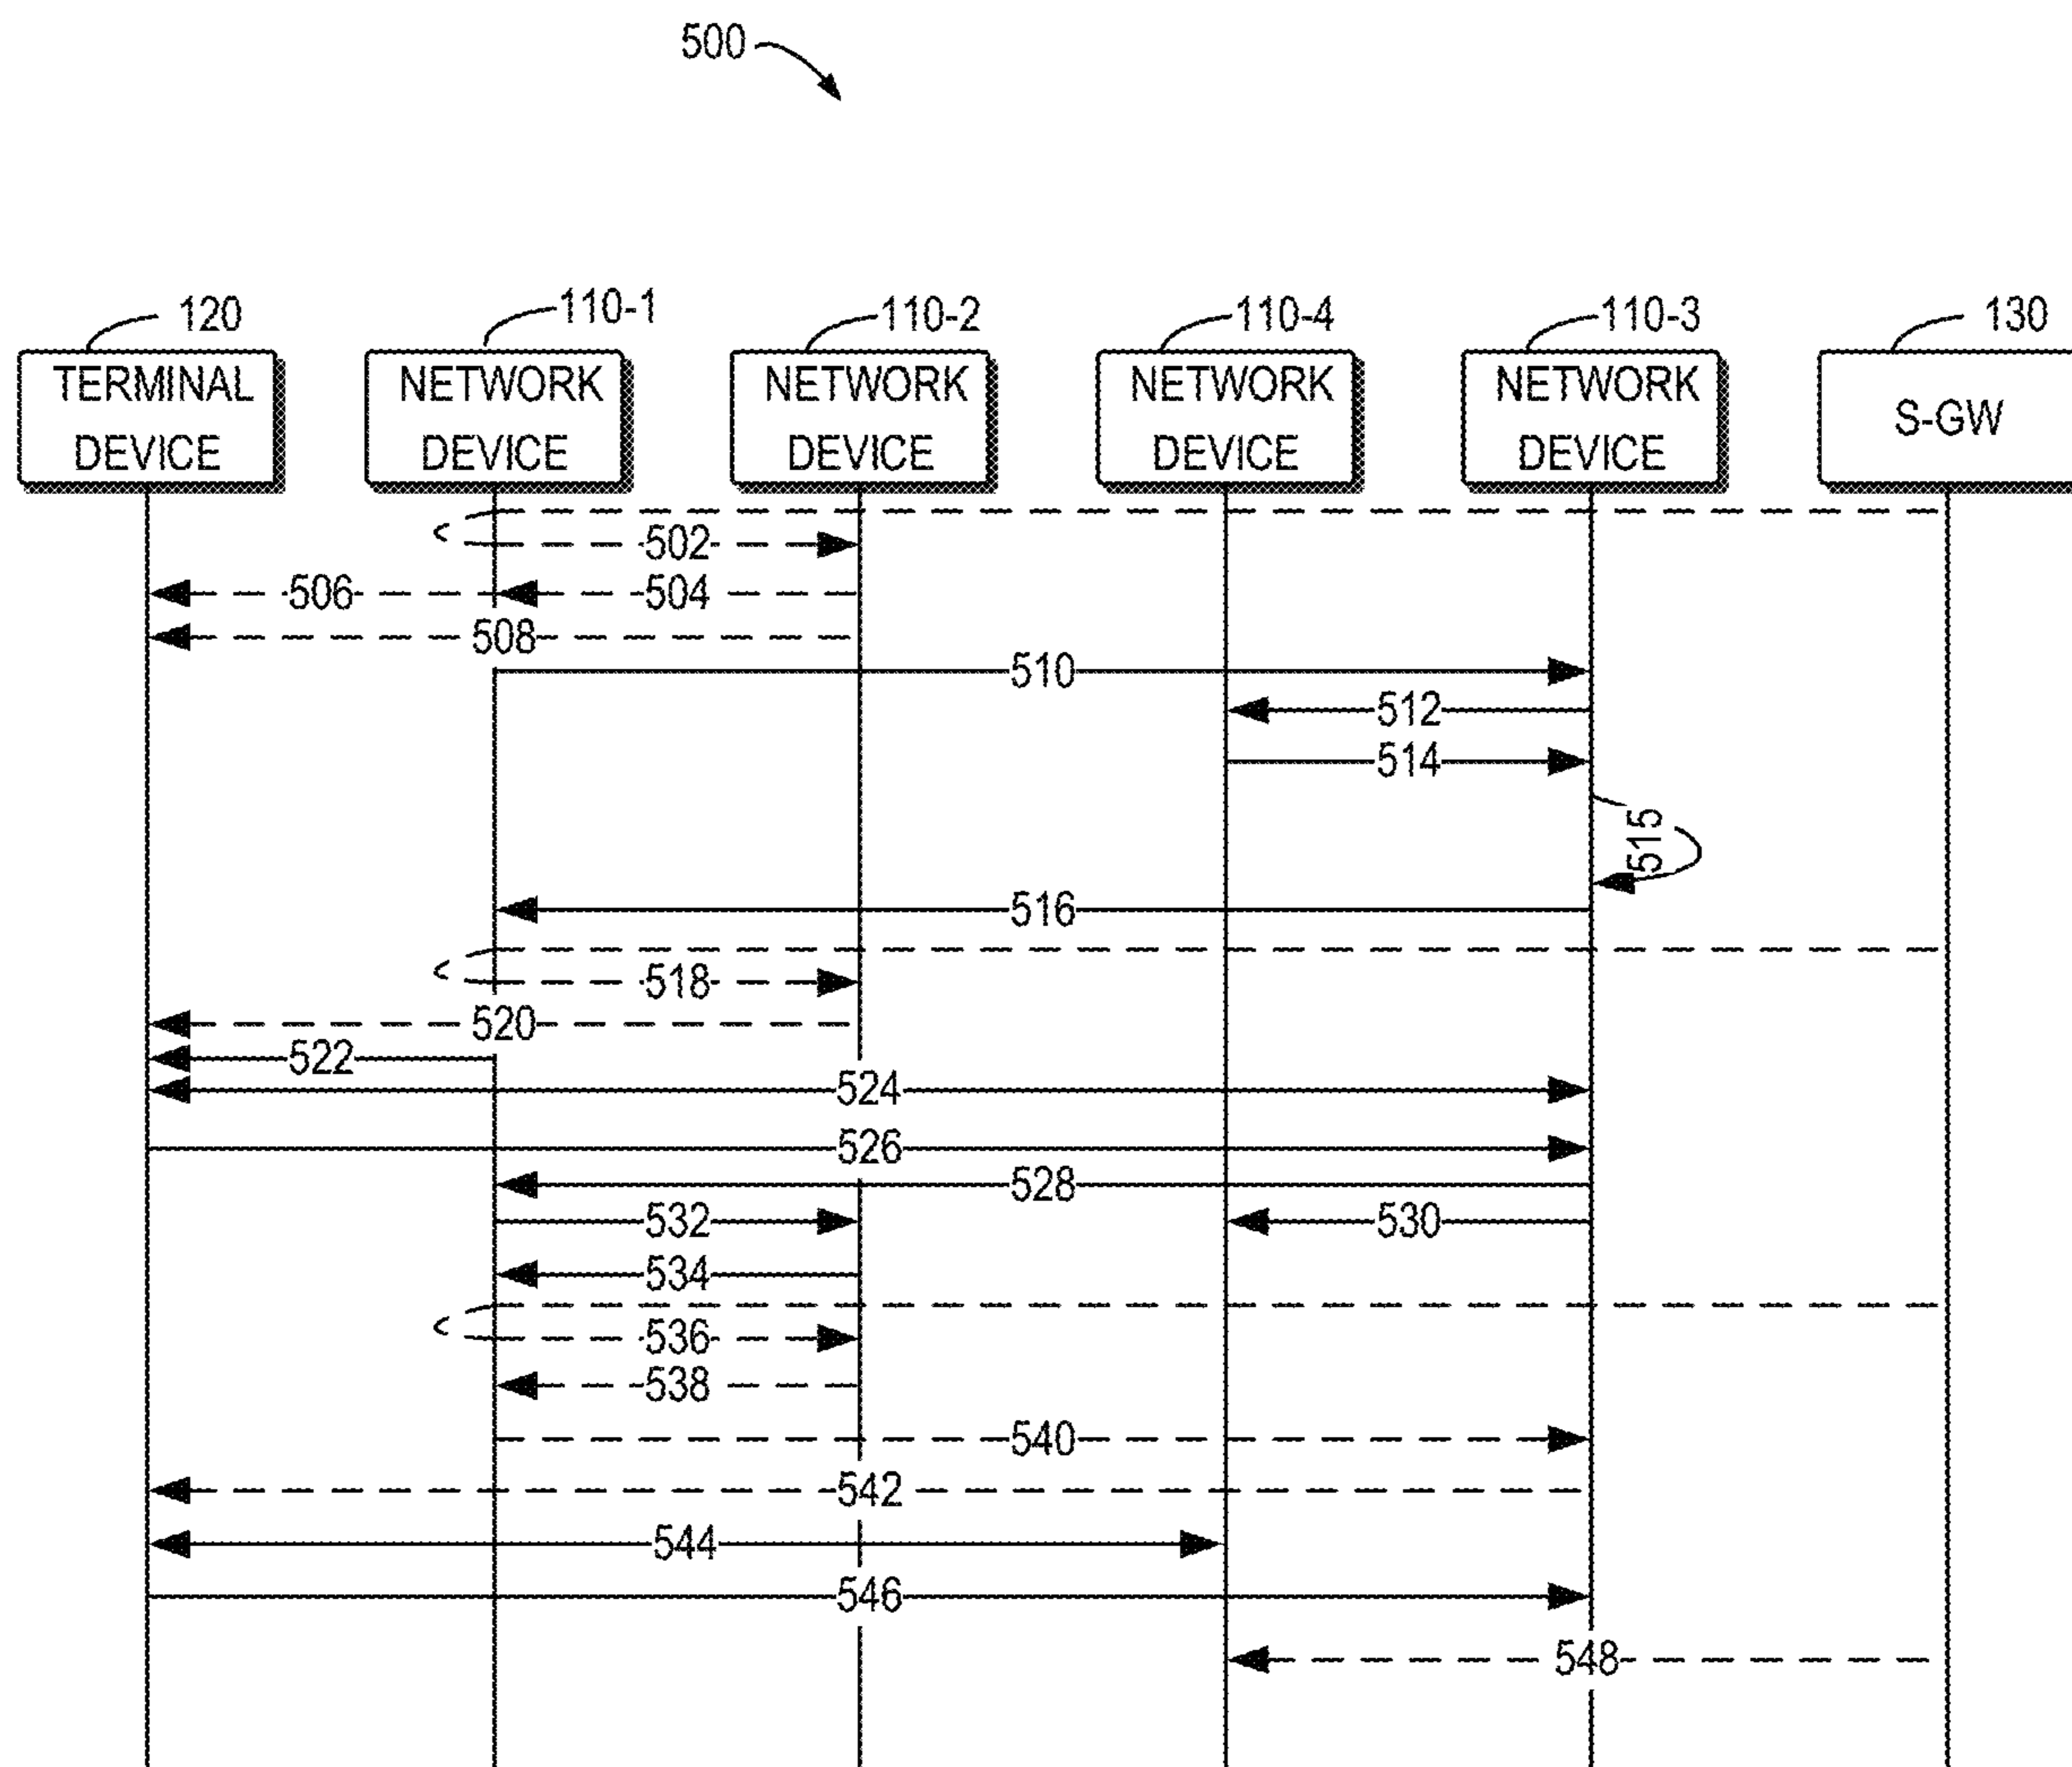 500
120
110-1
110-2
110-4
110-3
130
TERMINAL
DEVICE
NETWORK
DEVICE
NETWORK
DEVICE
NETWORK
DEVICE
NETWORK
DEVICE
S-GW
502
506
504
508
510
512
514
515
516
518
520
522
524
526
528
532
530
534
536
538
540
542
544
546
548